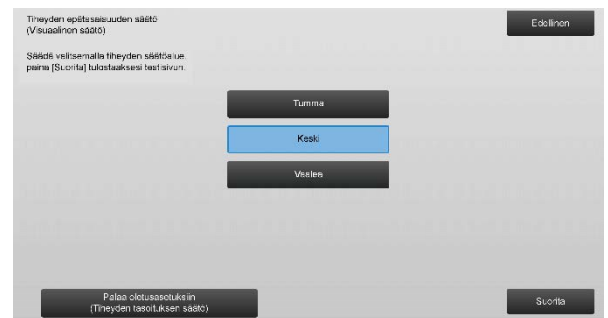 Tiheyden epätasaisuuden säätö
(Visuaalinen säätö)
Edellinen
Säädä valitsemalla tiheyden säätöalue.
paina [Suorita] tulostaaksesi testisivun.
Tumma
Keski
Vaalea
Palaa oletusasetuksiin
(Tiheyden tasoituksen säätö)
Suorita